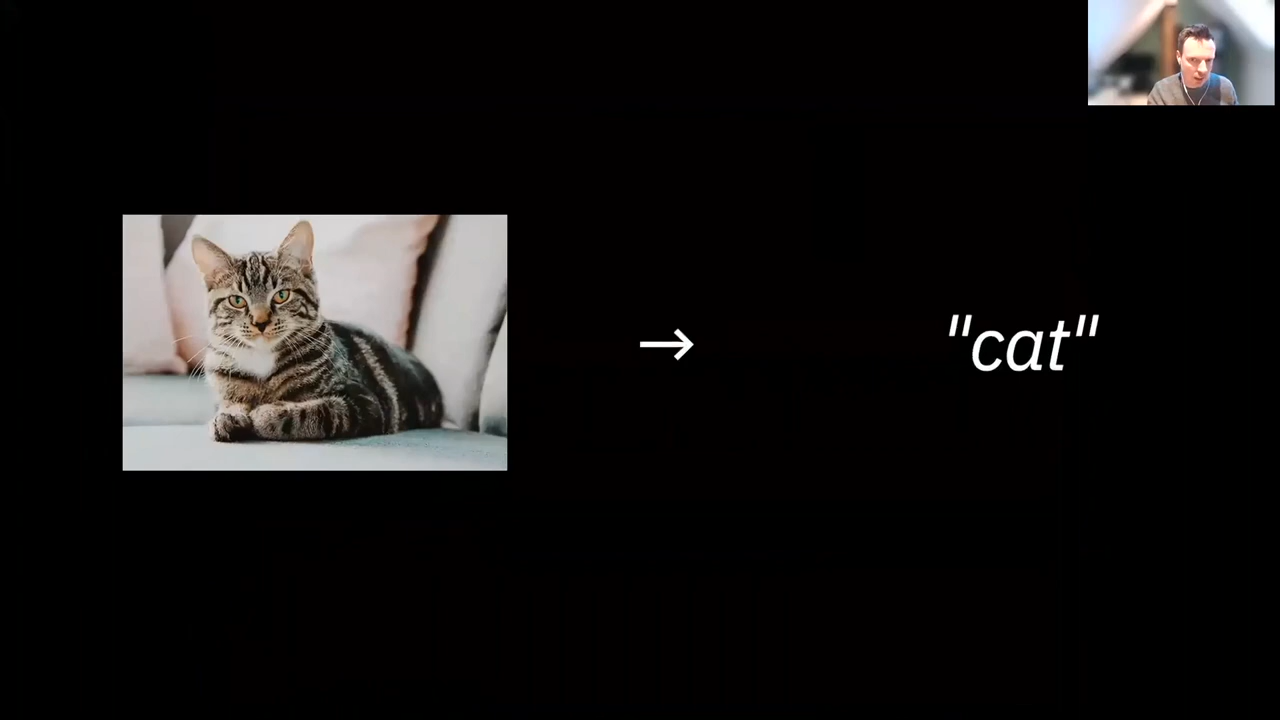 → "cat"